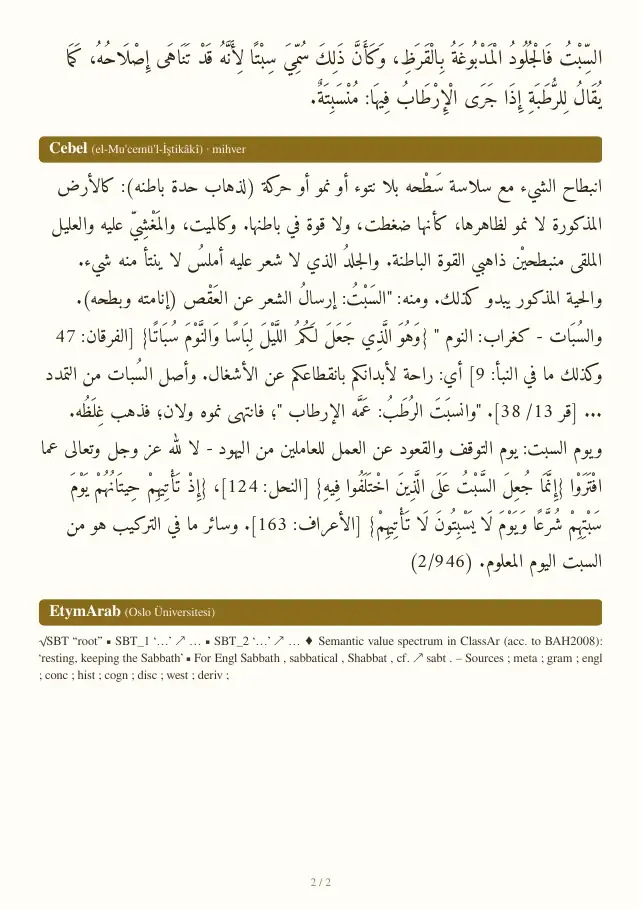 السِّبْتُ فَالْجُلُودُ الْمَدْبُوغَةُ بِالْقَرَظِ، وَكَأَنَّ ذَلِكَ سُمِّيَ سِبْتًا لِأَنَّهُ قَدْ تَنَاهَى إِصْلَاحُهُ، كَمَا
يُقَالُ لِلرُّطَبَةِ إِذَا جَرَى الْإِرْطَابُ فِيهَا: مُنْسَبِتَةٌ.
Cebel (el-Mu'cemü'l-İştikâkî) · mihver
انبطاح الشيء مع سلاسة سَطْحه بلا نتوء أو نمو أو حركة (لذهاب حدة باطنه): كالأرض
المذكورة لا نمو لظاهرها، كأنها ضغطت، ولا قوة في باطنها. وكالميت، والمَغْشِيّ عليه والعليل
الملقى منبطحيْن ذاهبي القوة الباطنة. والجلدُ الذي لا شعر عليه أملسُ لا ينتأ منه شيء.
والحية المذكور يبدو كذلك. ومنه: "السَبْتُ: إرسالُ الشعر عن العَقْص (إنامته وبطحه).
والسُبَات - كغراب: النوم " {وَهُوَ الَّذِي جَعَلَ لَكُمُ اللَّيْلَ لِبَاسًا وَالنَّوْمَ سُبَاتًا} [الفرقان: 47
وكذلك ما في النبأ: 9] أي: راحة لأبدانكم بانقطاعكم عن الأشغال. وأصل السُبات من التمدد
... [قر 13/ 38]. "وانسبَتَ الرُطَبُ: عَمَّه الإرطاب "؛ فانتهى نموه ولان؛ فذهب غِلَظُه.
ويوم السبت: يوم التوقف والقعود عن العمل للعاملين من اليهود - لا لله عز وجل وتعالى عما
افْتَرَوْا {إِنَّمَا جُعِلَ السَّبْتُ عَلَى الَّذِينَ اخْتَلَفُوا فِيهِ} [النحل: 124]، {إِذْ تَأْتِيهِمْ حِيتَانُهُمْ يَوْمَ
سَبْتِهِمْ شُرَّعًا وَيَوْمَ لَا يَسْبِتُونَ لَا تَأْتِيهِمْ} [الأعراف: 163]. وسائر ما في التركيب هو من
السبت اليوم المعلوم. (2/946)
EtymArab (Oslo Üniversitesi)
√SBT “root” ▪ SBT_1 ‘…’ ↗ … ▪ SBT_2 ‘…’ ↗ … ♦ Semantic value spectrum in ClassAr (acc. to BAH2008):
‘resting, keeping the Sabbath’ ▪ For Engl Sabbath , sabbatical , Shabbat , cf. ↗ sabt . – Sources ; meta ; gram ; engl
; conc ; hist ; cogn ; disc ; west ; deriv ;
2 / 2